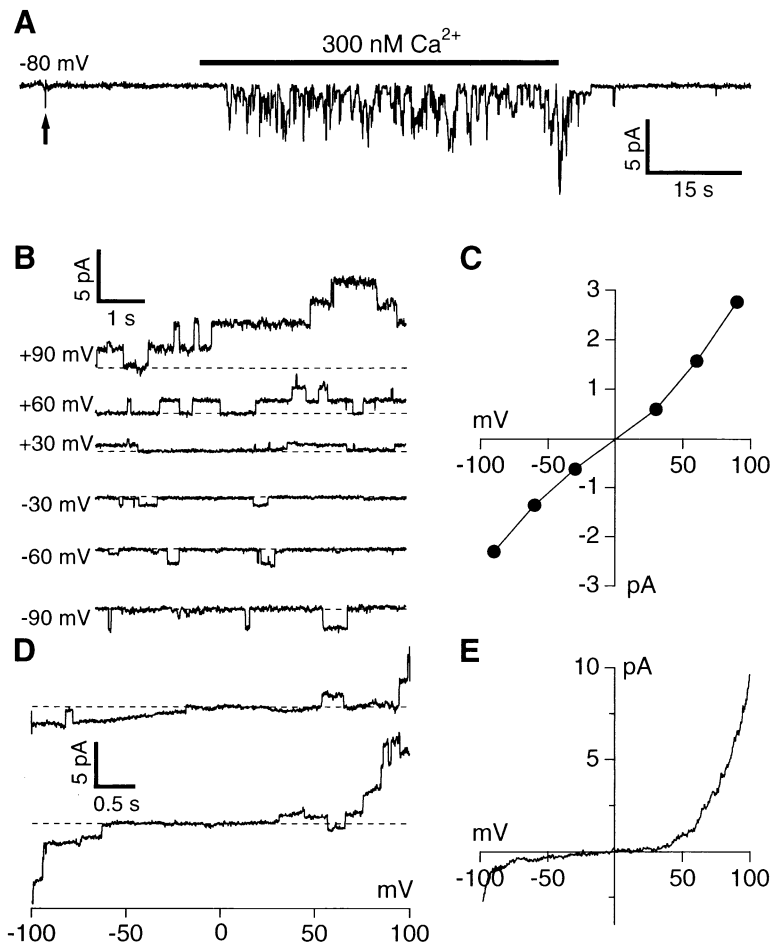 A
300 nM Ca²⁺
-80 mV
5 pA
15 s
B
5 pA
1 s
+90 mV
+60 mV
+30 mV
-30 mV
-60 mV
-90 mV
C
3
2
1
mV
-100 -50 50 100
-1
-2
-3 pA
D
5 pA
0.5 s
mV
-100 -50 0 50 100
E
10 pA
5
mV
-100 -50 50 100